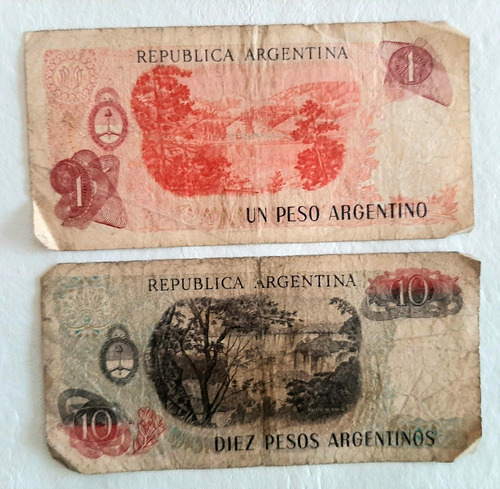 REPUBLICA ARGENTINA
1
1
UN PESO ARGENTINO
REPUBLICA ARGENTINA
10
10
DIEZ PESOS ARGENTINOS